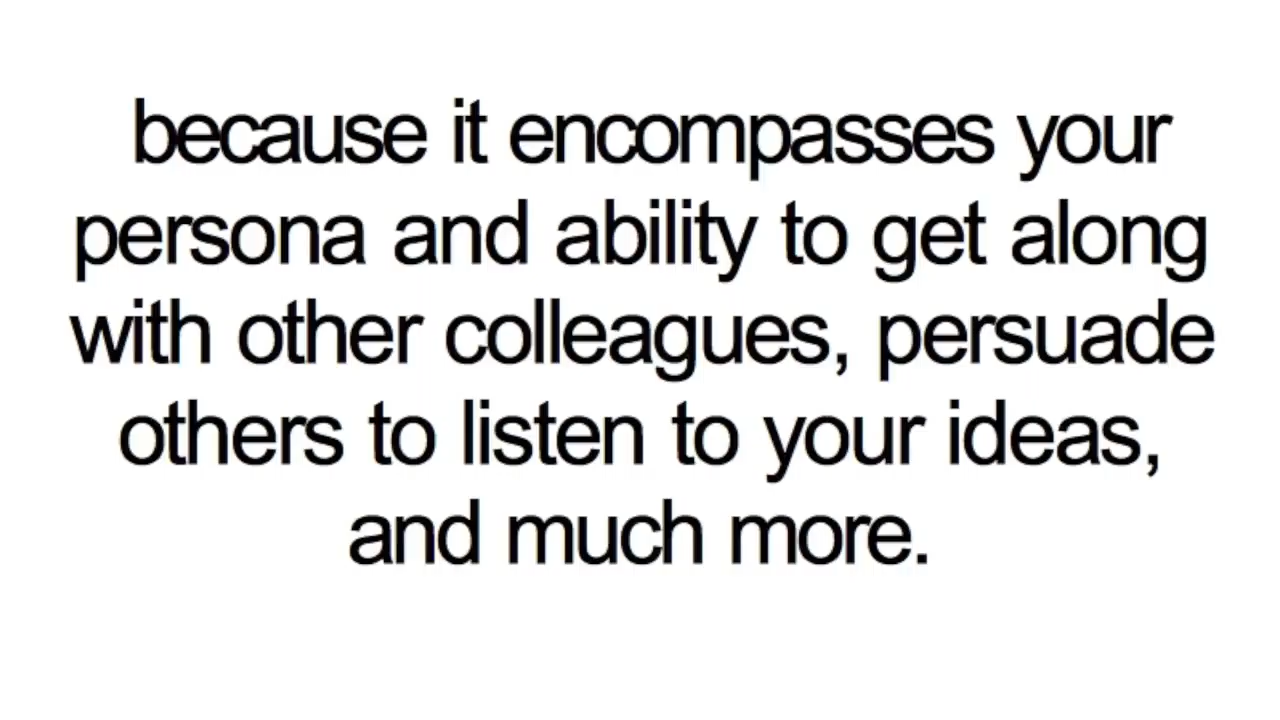 because it encompasses your
persona and ability to get along
with other colleagues, persuade
others to listen to your ideas,
and much more.